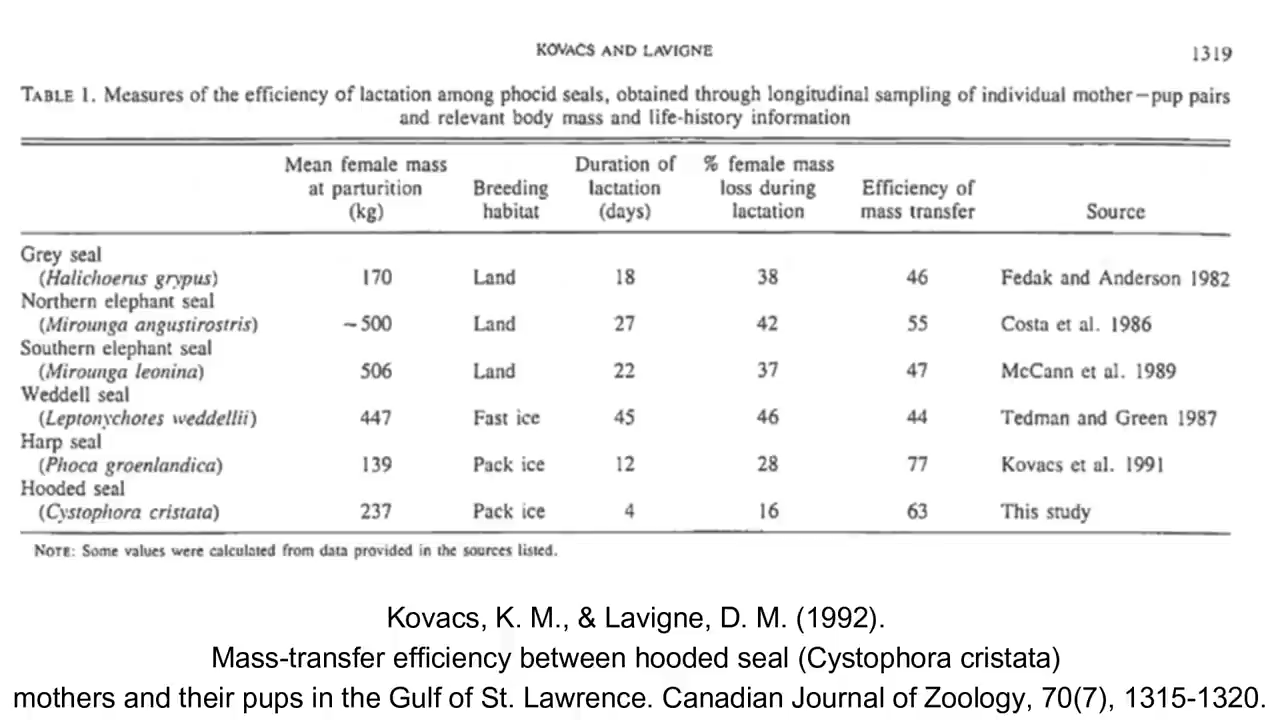 KOVACS AND LAVIGNE 1319
TABLE 1. Measures of the efficiency of lactation among phocid seals, obtained through longitudinal sampling of individual mother–pup pairs
and relevant body mass and life-history information
Mean female mass Duration of % female mass
at parturition Breeding lactation loss during Efficiency of
(kg) habitat (days) lactation mass transfer Source
Grey seal
(Halichoerus grypus) 170 Land 18 38 46 Fedak and Anderson 1982
Northern elephant seal
(Mirounga angustirostris) ~500 Land 27 42 55 Costa et al. 1986
Southern elephant seal
(Mirounga leonina) 506 Land 22 37 47 McCann et al. 1989
Weddell seal
(Leptonychotes weddellii) 447 Fast ice 45 46 44 Tedman and Green 1987
Harp seal
(Phoca groenlandica) 139 Pack ice 12 28 77 Kovacs et al. 1991
Hooded seal
(Cystophora cristata) 237 Pack ice 4 16 63 This study
NOTE: Some values were calculated from data provided in the sources listed.
Kovacs, K. M., & Lavigne, D. M. (1992).
Mass-transfer efficiency between hooded seal (Cystophora cristata)
mothers and their pups in the Gulf of St. Lawrence. Canadian Journal of Zoology, 70(7), 1315-1320.